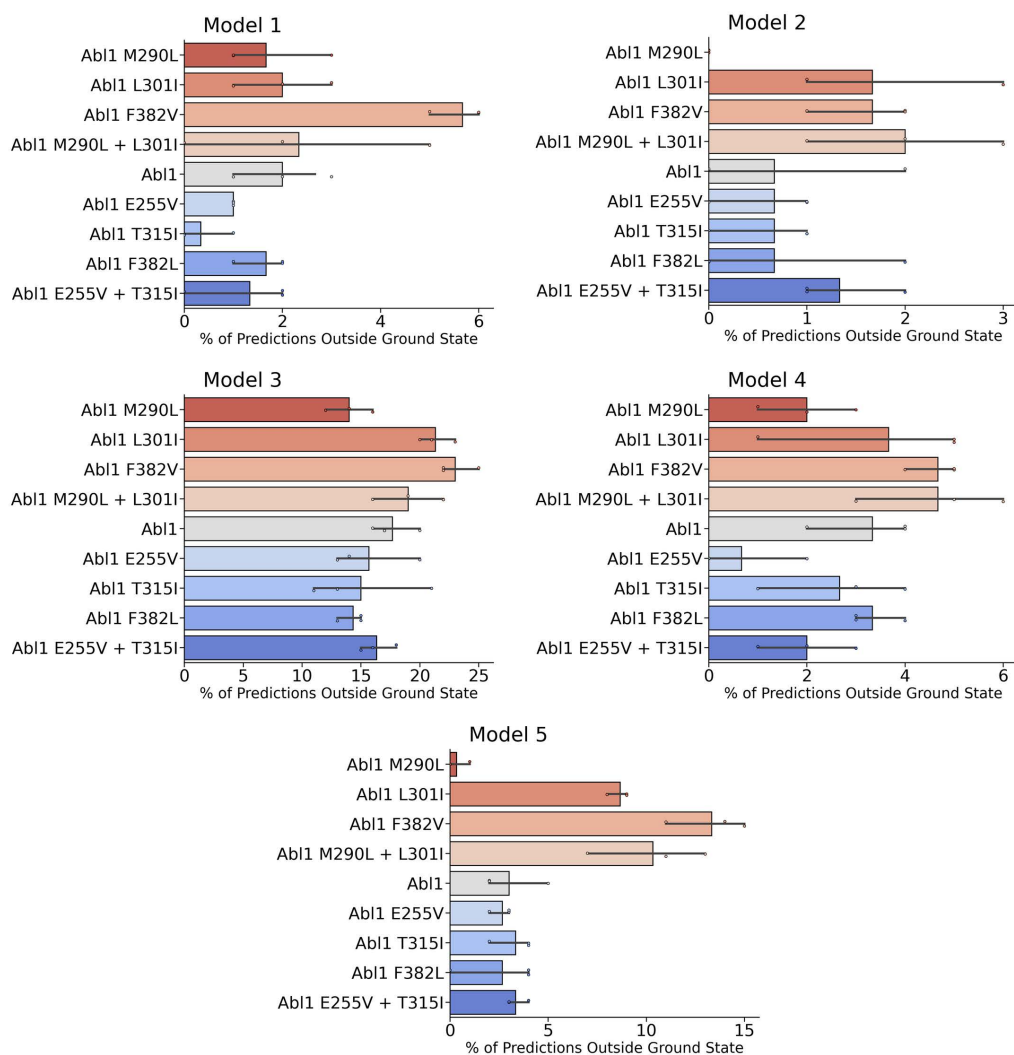 Model 1
Abl1 M290L
Abl1 L301I
Abl1 F382V
Abl1 M290L + L301I
Abl1
Abl1 E255V
Abl1 T315I
Abl1 F382L
Abl1 E255V + T315I
0 2 4 6
% of Predictions Outside Ground State
Model 2
Abl1 M290L
Abl1 L301I
Abl1 F382V
Abl1 M290L + L301I
Abl1
Abl1 E255V
Abl1 T315I
Abl1 F382L
Abl1 E255V + T315I
0 1 2 3
% of Predictions Outside Ground State
Model 3
Abl1 M290L
Abl1 L301I
Abl1 F382V
Abl1 M290L + L301I
Abl1
Abl1 E255V
Abl1 T315I
Abl1 F382L
Abl1 E255V + T315I
0 5 10 15 20 25
% of Predictions Outside Ground State
Model 4
Abl1 M290L
Abl1 L301I
Abl1 F382V
Abl1 M290L + L301I
Abl1
Abl1 E255V
Abl1 T315I
Abl1 F382L
Abl1 E255V + T315I
0 2 4 6
% of Predictions Outside Ground State
Model 5
Abl1 M290L
Abl1 L301I
Abl1 F382V
Abl1 M290L + L301I
Abl1
Abl1 E255V
Abl1 T315I
Abl1 F382L
Abl1 E255V + T315I
0 5 10 15
% of Predictions Outside Ground State